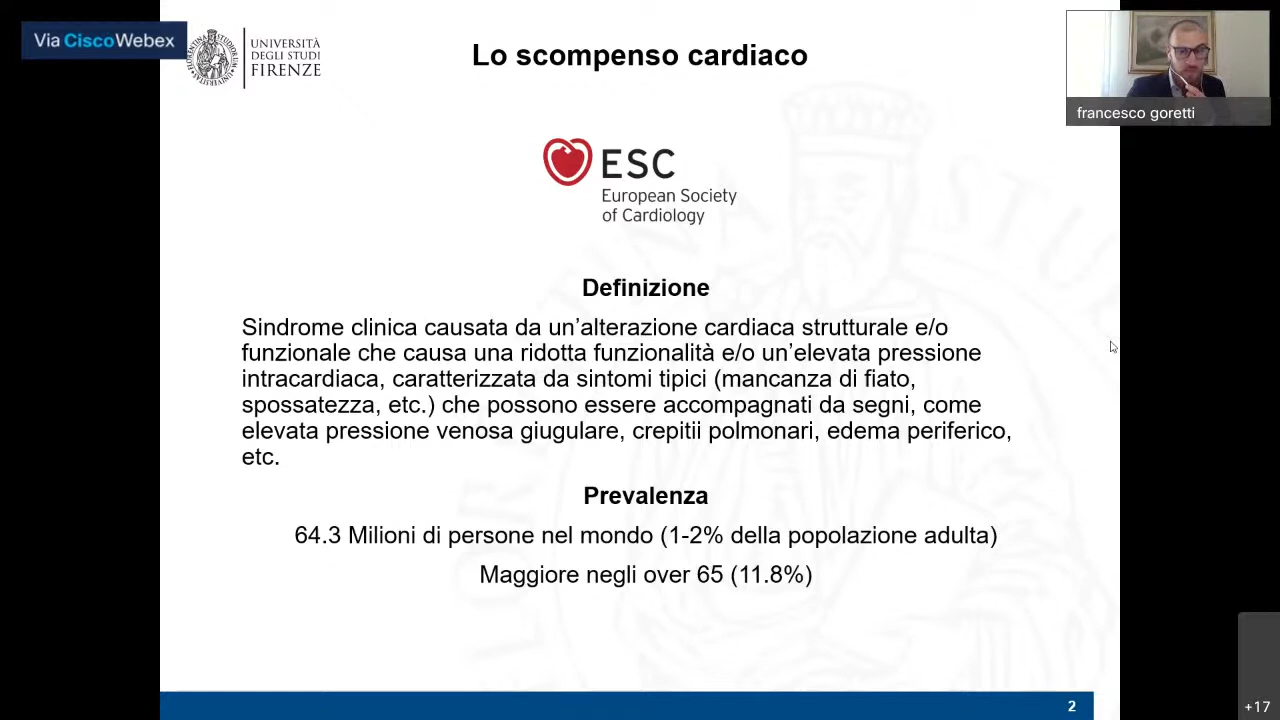 Via Cisco Webex
UNIVERSITÀ
DEGLI STUDI
FIRENZE
Lo scompenso cardiaco
francesco goretti
ESC
European Society
of Cardiology
Definizione
Sindrome clinica causata da un’alterazione cardiaca strutturale e/o
funzionale che causa una ridotta funzionalità e/o un’elevata pressione
intracardiaca, caratterizzata da sintomi tipici (mancanza di fiato,
spossatezza, etc.) che possono essere accompagnati da segni, come
elevata pressione venosa giugulare, crepitii polmonari, edema periferico,
etc.
Prevalenza
64.3 Milioni di persone nel mondo (1-2% della popolazione adulta)
Maggiore negli over 65 (11.8%)
2
+17